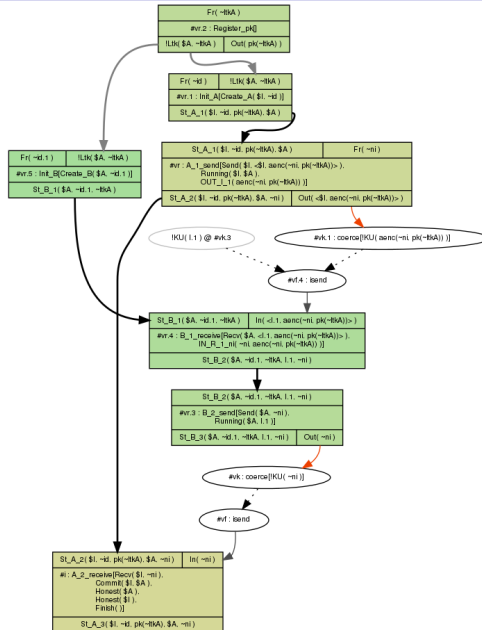 Fr( ~ltkA )
#vr.2 : Register_pk[]
!Ltk( $A. ~ltkA ) Out( pk(~ltkA) )
Fr( ~id ) !Ltk( $A. ~ltkA )
#vr.1 : Init_A[Create_A( $I. ~id )]
St_A_1( $I. ~id. pk(~ltkA). $A )
Fr( ~id.1 ) !Ltk( $A. ~ltkA )
#vr.5 : Init_B[Create_B( $A. ~id.1 )]
St_B_1( $A. ~id.1. ~ltkA )
St_A_1( $I. ~id. pk(~ltkA). $A ) Fr( ~ni )
#vr : A_1_send[Send( $I. <$I. aenc(~ni. pk(~ltkA))> ).
Running( $I. $A ).
OUT_I_1( aenc(~ni. pk(~ltkA)) )]
St_A_2( $I. ~id. pk(~ltkA). $A. ~ni ) Out( <$I. aenc(~ni. pk(~ltkA))> )
!KU( I.1 ) @ #vk.3
#vk.1 : coerce[!KU( aenc(~ni. pk(~ltkA)) )]
#vf.4 : isend
St_B_1( $A. ~id.1. ~ltkA ) In( <I.1. aenc(~ni. pk(~ltkA))> )
#vr.4 : B_1_receive[Recv( $A. <I.1. aenc(~ni. pk(~ltkA))> ).
IN_R_1_ni( ~ni. aenc(~ni. pk(~ltkA)) )]
St_B_2( $A. ~id.1. ~ltkA. I.1. ~ni )
St_B_2( $A. ~id.1. ~ltkA. I.1. ~ni )
#vr.3 : B_2_send[Send( $A. ~ni ).
Running( $A. I.1 )]
St_B_3( $A. ~id.1. ~ltkA. I.1. ~ni ) Out( ~ni )
#vk : coerce[!KU( ~ni )]
#vf : isend
St_A_2( $I. ~id. pk(~ltkA). $A. ~ni ) In( ~ni )
#i : A_2_receive[Recv( $I. ~ni ).
Commit( $I. $A ).
Honest( $A ).
Honest( $I ).
Finish( )]
St_A_3( $I. ~id. pk(~ltkA). $A. ~ni )